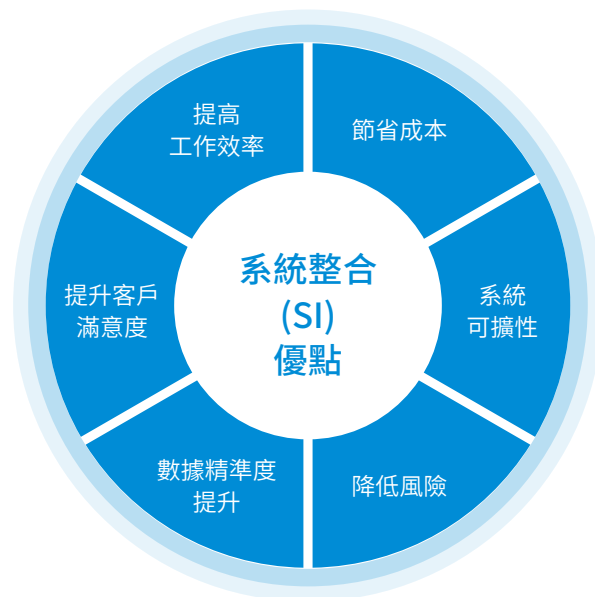 系統整合
(SI)
優點
提高
工作效率
節省成本
系統
可擴性
降低風險
數據精準度
提升
提升客戶
滿意度